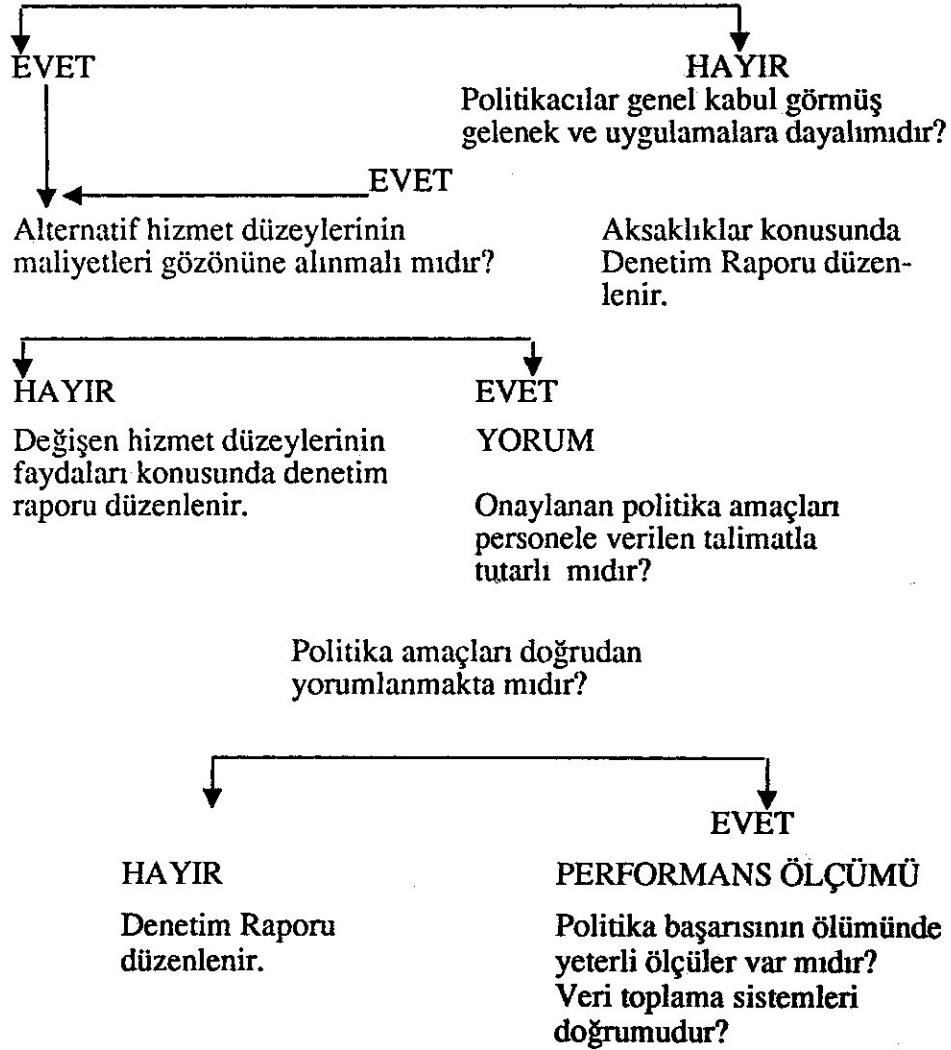 EVET
HAYIR
Politikacılar genel kabul görmüş
gelenek ve uygulamalara dayalımıdır?
EVET
Alternatif hizmet düzeylerinin
maliyetleri gözönüne alınmalı mıdır?
Aksaklıklar konusunda
Denetim Raporu düzen-
lenir.
HAYIR
Değişen hizmet düzeylerinin
faydaları konusunda denetim
raporu düzenlenir.
EVET
YORUM
Onaylanan politika amaçları
personele verilen talimatla
tutarlı mıdır?
Politika amaçları doğrudan
yorumlanmakta mıdır?
HAYIR
Denetim Raporu
düzenlenir.
EVET
PERFORMANS ÖLÇÜMÜ
Politika başarısının ölümünde
yeterli ölçüler var mıdır?
Veri toplama sistemleri
doğrumudur?